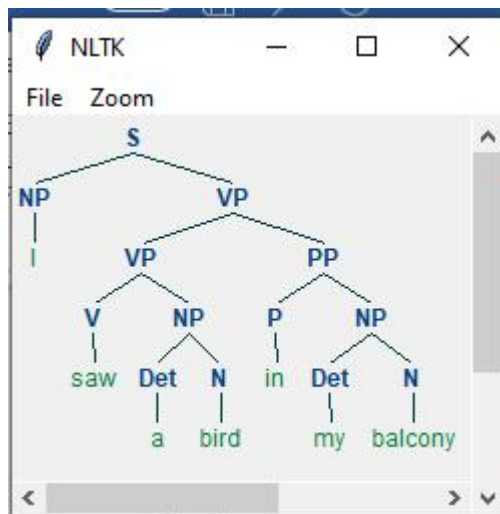 NLTK
File Zoom
S
NP VP
I VP PP
V NP P NP
saw Det N in Det N
a bird my balcony